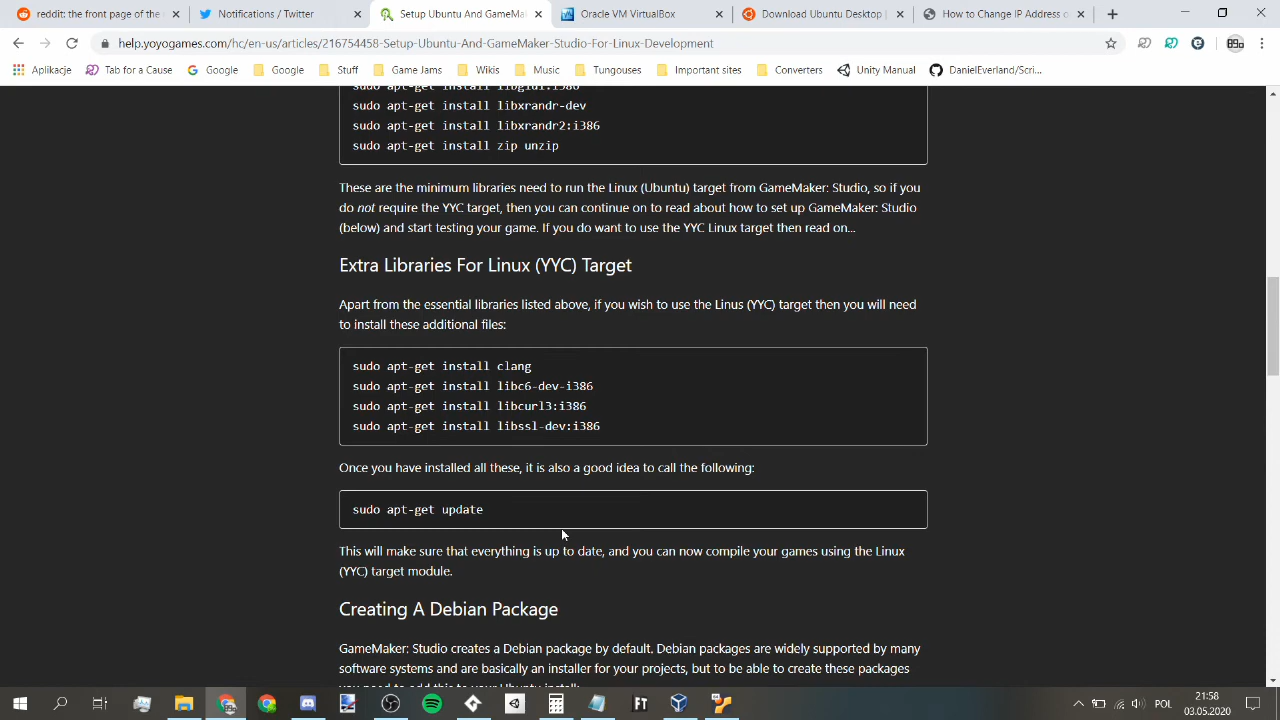 reddit: the front page of the
Notifications / Twitter
Setup Ubuntu And GameMa
Oracle VM VirtualBox
Download Ubuntu Desktop
How to Change IP Address o
help.yoyogames.com/hc/en-us/articles/216754458-Setup-Ubuntu-And-GameMaker-Studio-For-Linux-Development
Aplikacje
Tab for a Cause
Google
Google
Stuff
Game Jams
Wikis
Music
Tungouses
Important sites
Converters
Unity Manual
DanielEverland/Scri...
sudo apt-get install libglu1:i386
sudo apt-get install libxrandr-dev
sudo apt-get install libxrandr2:i386
sudo apt-get install zip unzip
These are the minimum libraries need to run the Linux (Ubuntu) target from GameMaker: Studio, so if you
do not require the YYC target, then you can continue on to read about how to set up GameMaker: Studio
(below) and start testing your game. If you do want to use the YYC Linux target then read on...
Extra Libraries For Linux (YYC) Target
Apart from the essential libraries listed above, if you wish to use the Linus (YYC) target then you will need
to install these additional files:
sudo apt-get install clang
sudo apt-get install libc6-dev-i386
sudo apt-get install libcurl3:i386
sudo apt-get install libssl-dev:i386
Once you have installed all these, it is also a good idea to call the following:
sudo apt-get update
This will make sure that everything is up to date, and you can now compile your games using the Linux
(YYC) target module.
Creating A Debian Package
GameMaker: Studio creates a Debian package by default. Debian packages are widely supported by many
software systems and are basically an installer for your projects, but to be able to create these packages
POL
21:58
03.05.2020